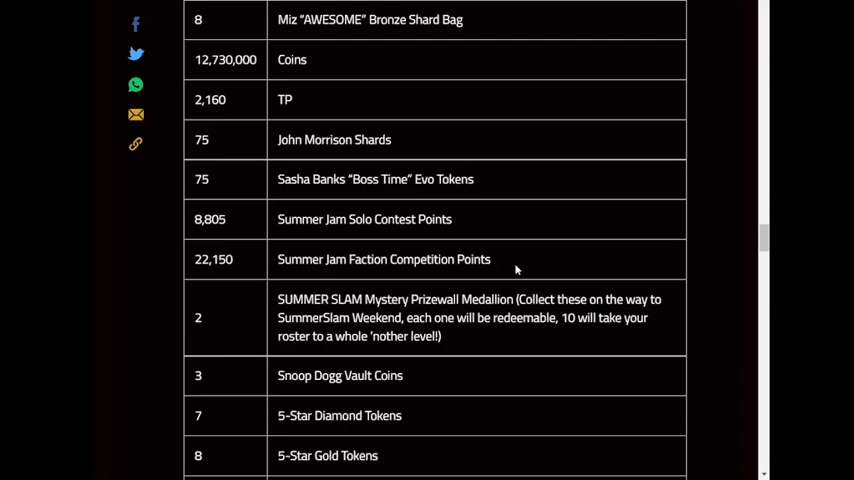 8 Miz “AWESOME” Bronze Shard Bag
12,730,000 Coins
2,160 TP
75 John Morrison Shards
75 Sasha Banks “Boss Time” Evo Tokens
8,805 Summer Jam Solo Contest Points
22,150 Summer Jam Faction Competition Points
2 SUMMER SLAM Mystery Prizewall Medallion (Collect these on the way to
SummerSlam Weekend, each one will be redeemable, 10 will take your
roster to a whole ‘nother level!)
3 Snoop Dogg Vault Coins
7 5-Star Diamond Tokens
8 5-Star Gold Tokens